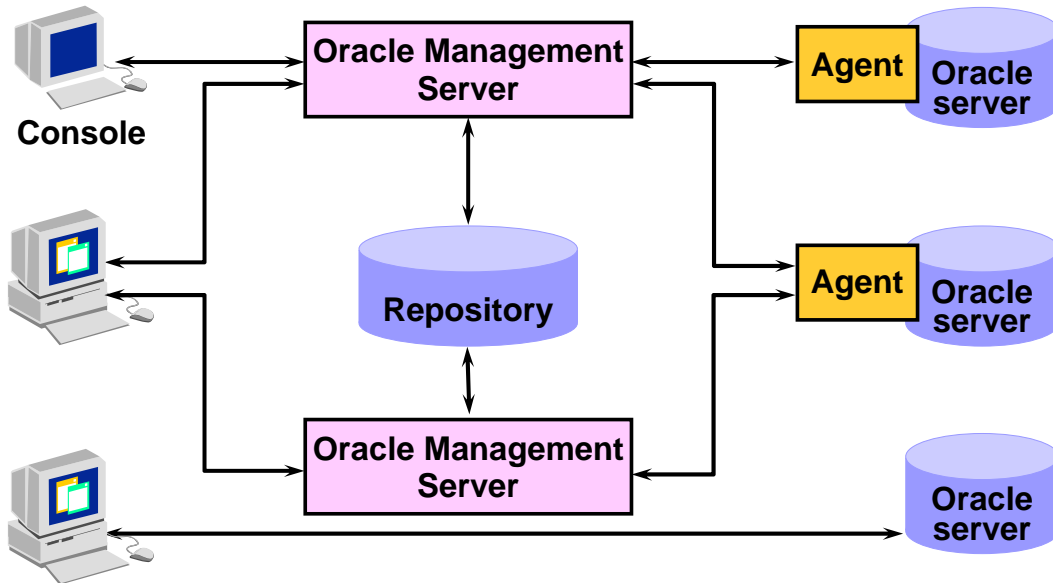 Oracle Management
Server
Agent
Oracle
server
Console
Repository
Agent
Oracle
server
Oracle Management
Server
Oracle
server